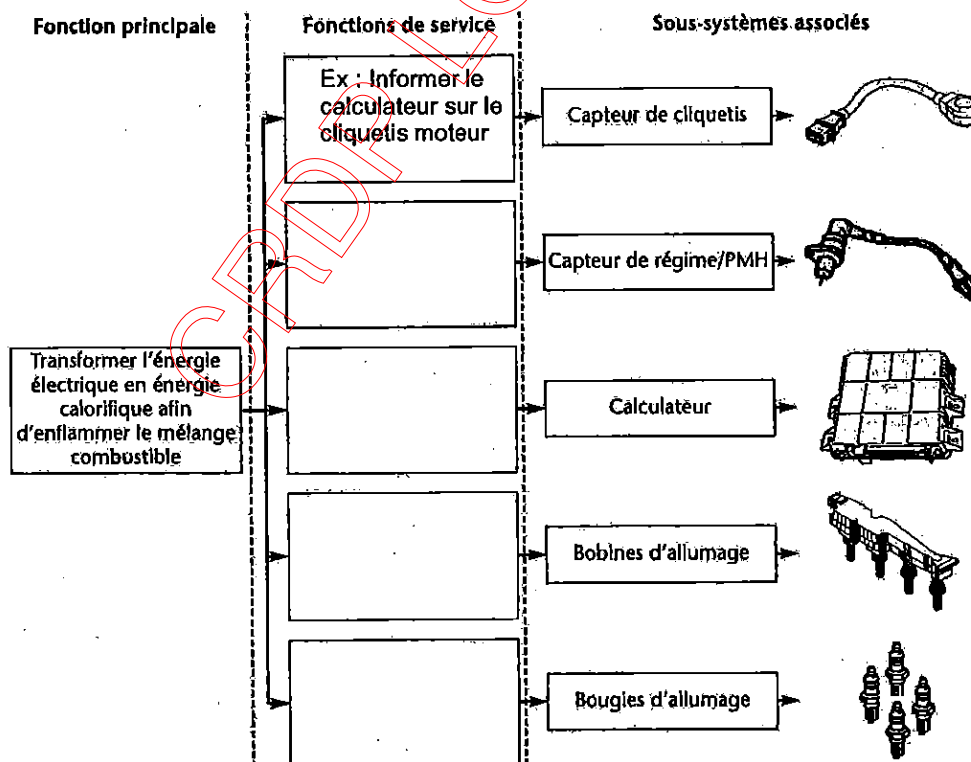 Fonction principale
Fonctions de service
Sous-systèmes associés
Ex : Informer le
calculateur sur le
cliquetis moteur
Capteur de cliquetis
Capteur de régime/PMH
Transformer l'énergie
électrique en énergie
calorifique afin
d'enflammer le mélange
combustible
Calculateur
Bobines d'allumage
Bougies d'allumage
CRDP